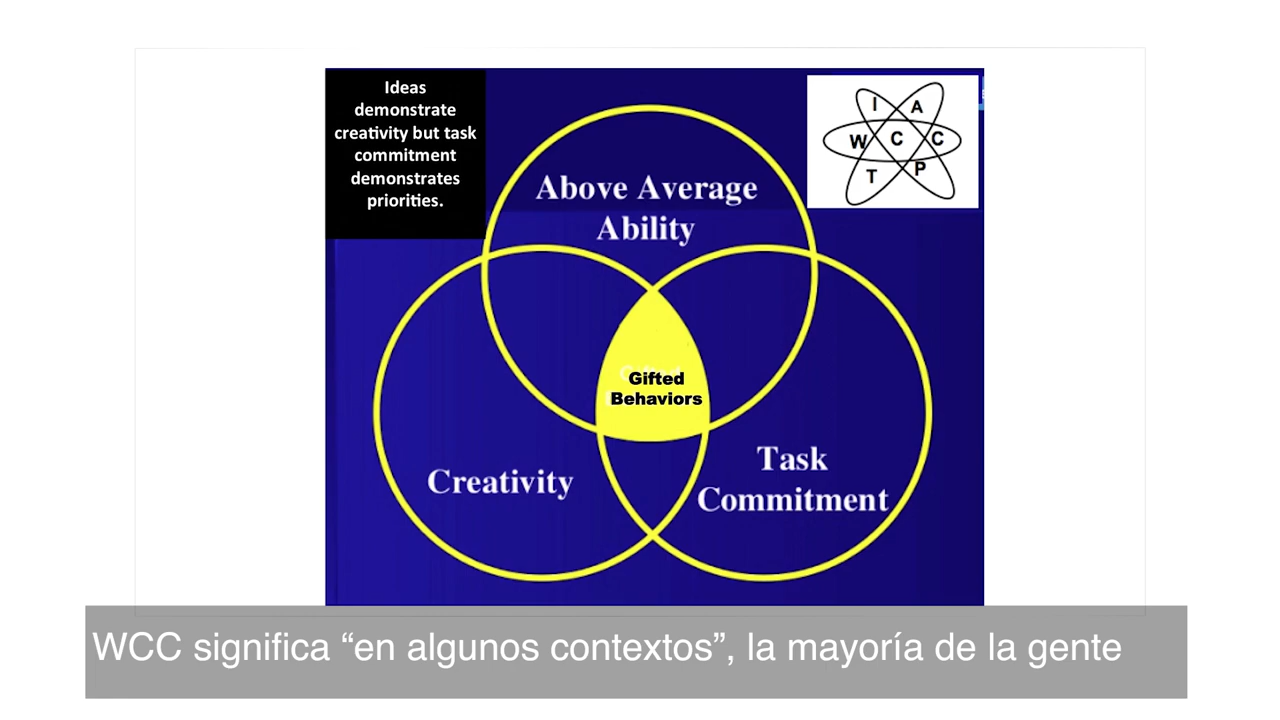 Ideas
demonstrate
creativity but task
commitment
demonstrates
priorities.
I A
W C C
T P
Above Average
Ability
Gifted
Behaviors
Creativity
Task
Commitment
WCC significa “en algunos contextos”, la mayoría de la gente